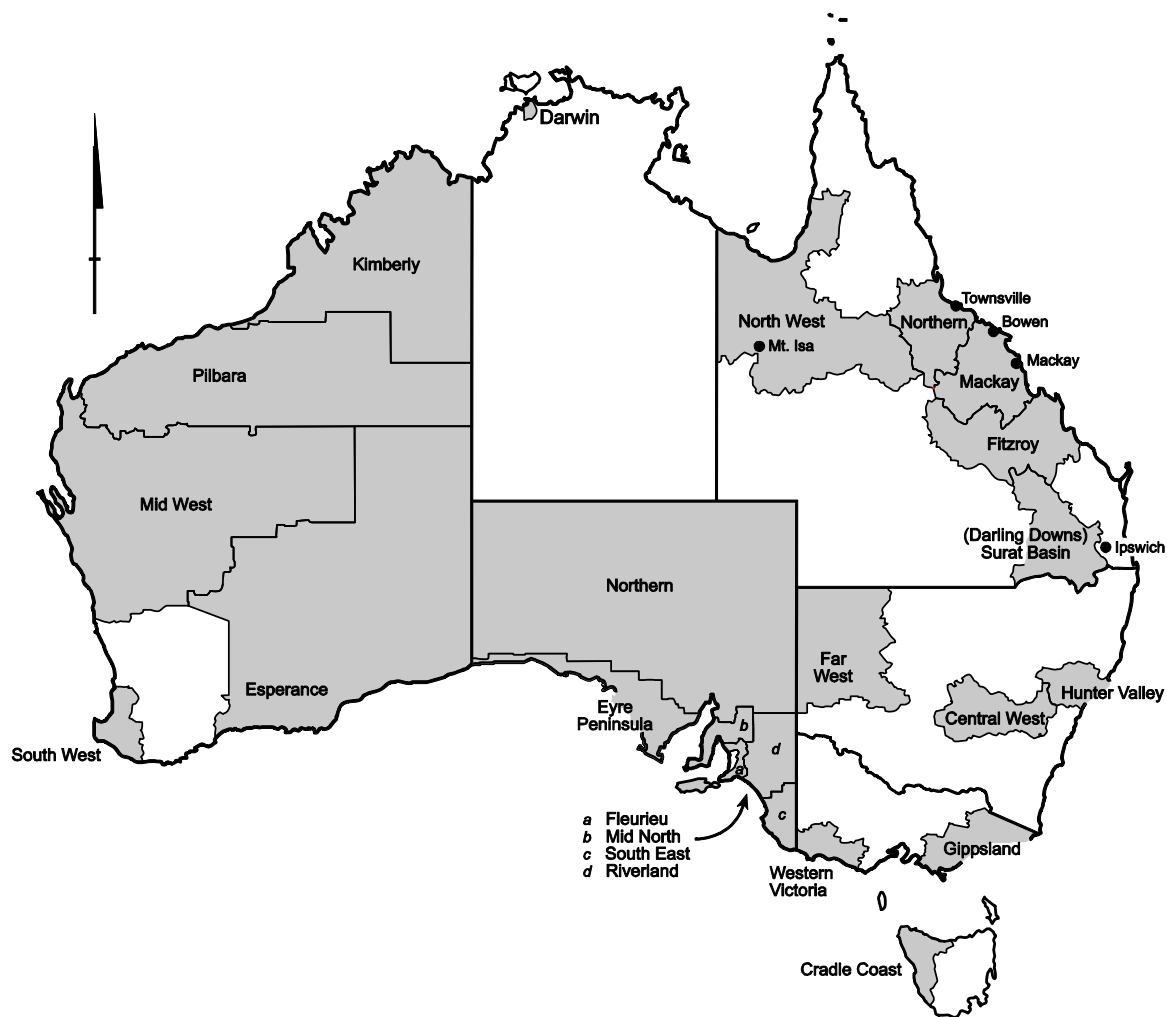 Darwin
Kimberly
Townsville
North West
Northern
Bowen
Mt. Isa
Mackay
Pilbara
Mackay
Fitzroy
Mid West
(Darling Downs)
Surat Basin
Ipswich
Northern
Far
West
Esperance
Hunter Valley
Eyre
Peninsula
Central West
b
South West
d
a
c
a Fleurieu
b Mid North
c South East
d Riverland
Gippsland
Western
Victoria
Cradle Coast